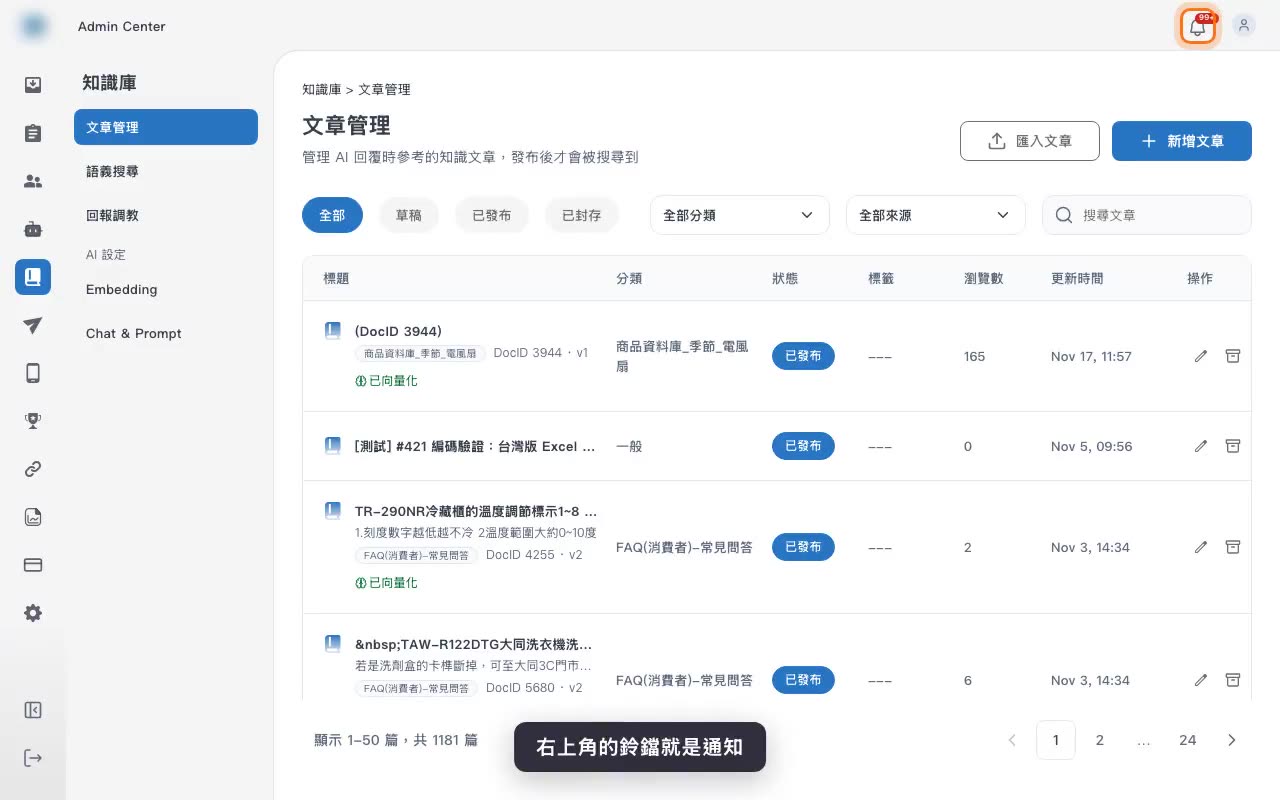 Admin Center
99+
知識庫
文章管理
語義搜尋
回報調教
AI 設定
Embedding
Chat & Prompt
知識庫 > 文章管理
文章管理
管理 AI 回覆時參考的知識文章，發布後才會被搜尋到
匯入文章
新增文章
全部 草稿 已發布 已封存 全部分類 全部來源 搜尋文章
標題 分類 狀態 標籤 瀏覽數 更新時間 操作
(DocID 3944)
商品資料庫_季節_電風扇 DocID 3944 · v1
已向量化
商品資料庫_季節_電風
扇
已發布 --- 165 Nov 17, 11:57
[測試] #421 編碼驗證：台灣版 Excel ... 一般 已發布 --- 0 Nov 5, 09:56
TR-290NR冷藏櫃的溫度調節標示1~8 ...
1.刻度數字越低越不冷 2溫度範圍大約0~10度
FAQ(消費者)-常見問答 DocID 4255 · v2
已向量化
FAQ(消費者)-常見問答 已發布 --- 2 Nov 3, 14:34
&nbsp;TAW-R122DTG大同洗衣機洗...
若是洗劑盒的卡榫斷掉，可至大同3C門市...
FAQ(消費者)-常見問答 DocID 5680 · v2
FAQ(消費者)-常見問答 已發布 --- 6 Nov 3, 14:34
顯示 1-50 篇，共 1181 篇
右上角的鈴鐺就是通知
1 2 ... 24